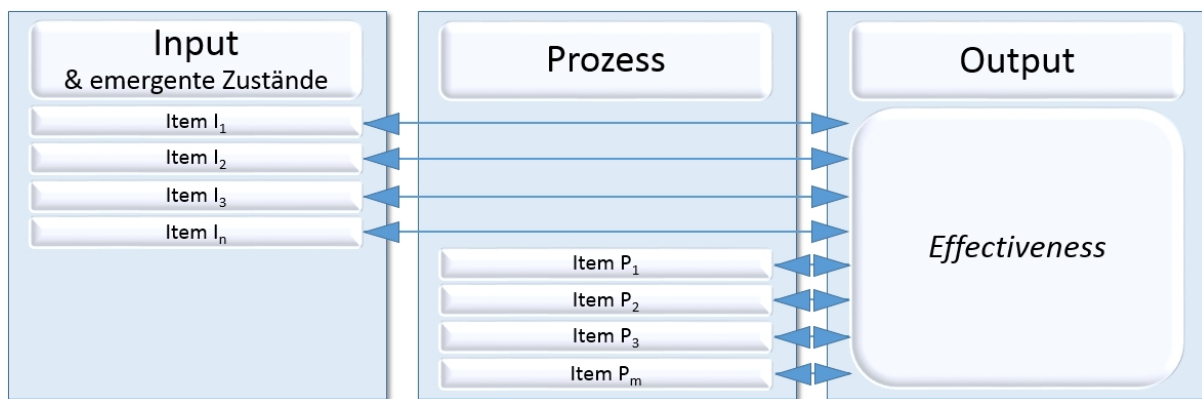 Input
& emergente Zustände
Item I₁
Item I₂
Item I₃
Item Iₙ
Prozess
Item P₁
Item P₂
Item P₃
Item Pₘ
Output
Effectiveness